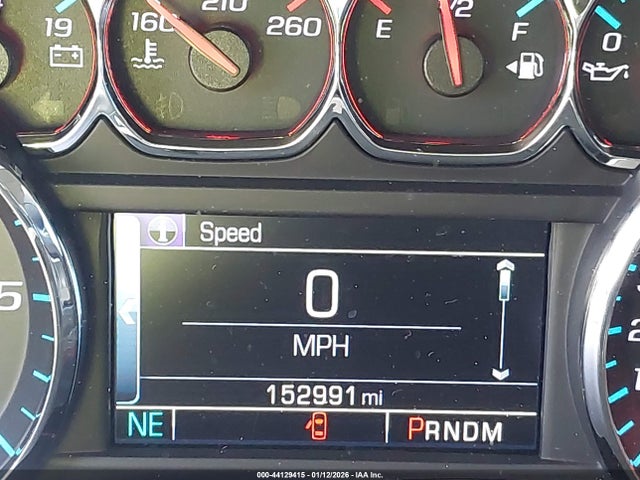 19 160 210 260 E 1/2 F 0
Speed
0
MPH
152991 mi
NE PRNDM
5
000-44129415 - 01/12/2026 - IAA Inc.